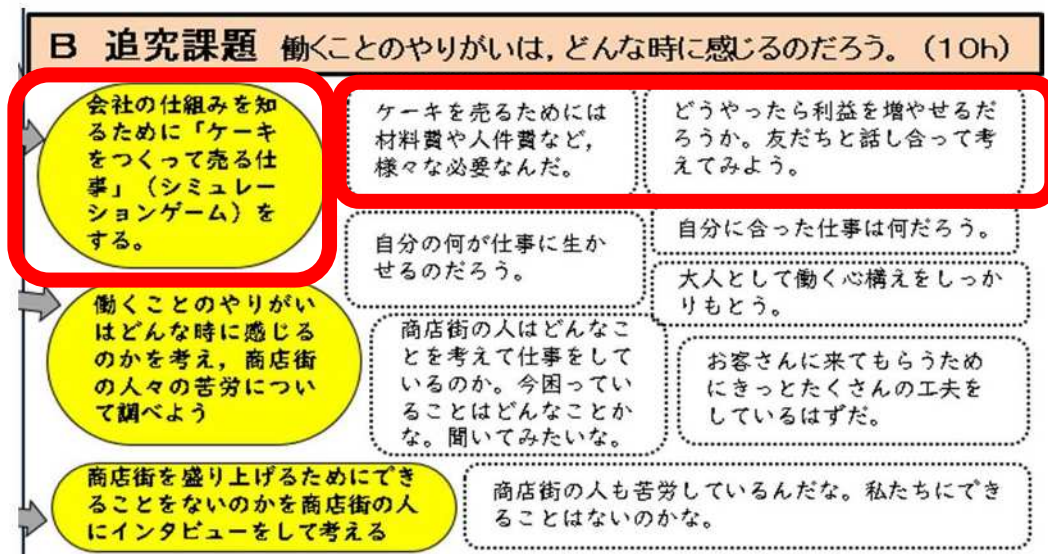 B 追究課題 働くことのやりがいは，どんな時に感じるのだろう。（10h）
会社の仕組みを知
るために「ケーキ
をつくって売る仕
事」（シミュレー
ションゲーム）を
する。
ケーキを売るためには
材料費や人件費など，
様々な必要なんだ。
どうやったら利益を増やせるだ
ろうか。友だちと話し合って考
えてみよう。
自分の何が仕事に生か
せるのだろう。
自分に合った仕事は何だろう。
大人として働く心構えをしっか
りもとう。
働くことのやりがい
はどんな時に感じる
のかを考え，商店街
の人々の苦労につい
て調べよう
商店街の人はどんなこ
とを考えて仕事をして
いるのか。今困ってい
ることはどんなことか
な。聞いてみたいな。
お客さんに来てもらうため
にきっとたくさんの工夫を
しているはずだ。
商店街を盛り上げるためにでき
ることをないのかを商店街の人
にインタビューをして考える
商店街の人も苦労しているんだな。私たちにでき
ることはないのかな。